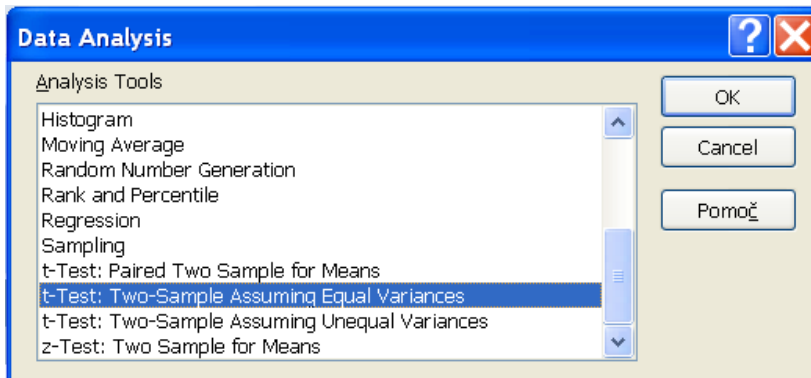 Data Analysis
Analysis Tools
Histogram
Moving Average
Random Number Generation
Rank and Percentile
Regression
Sampling
t-Test: Paired Two Sample for Means
t-Test: Two-Sample Assuming Equal Variances
t-Test: Two-Sample Assuming Unequal Variances
z-Test: Two Sample for Means
OK
Cancel
Pomoč